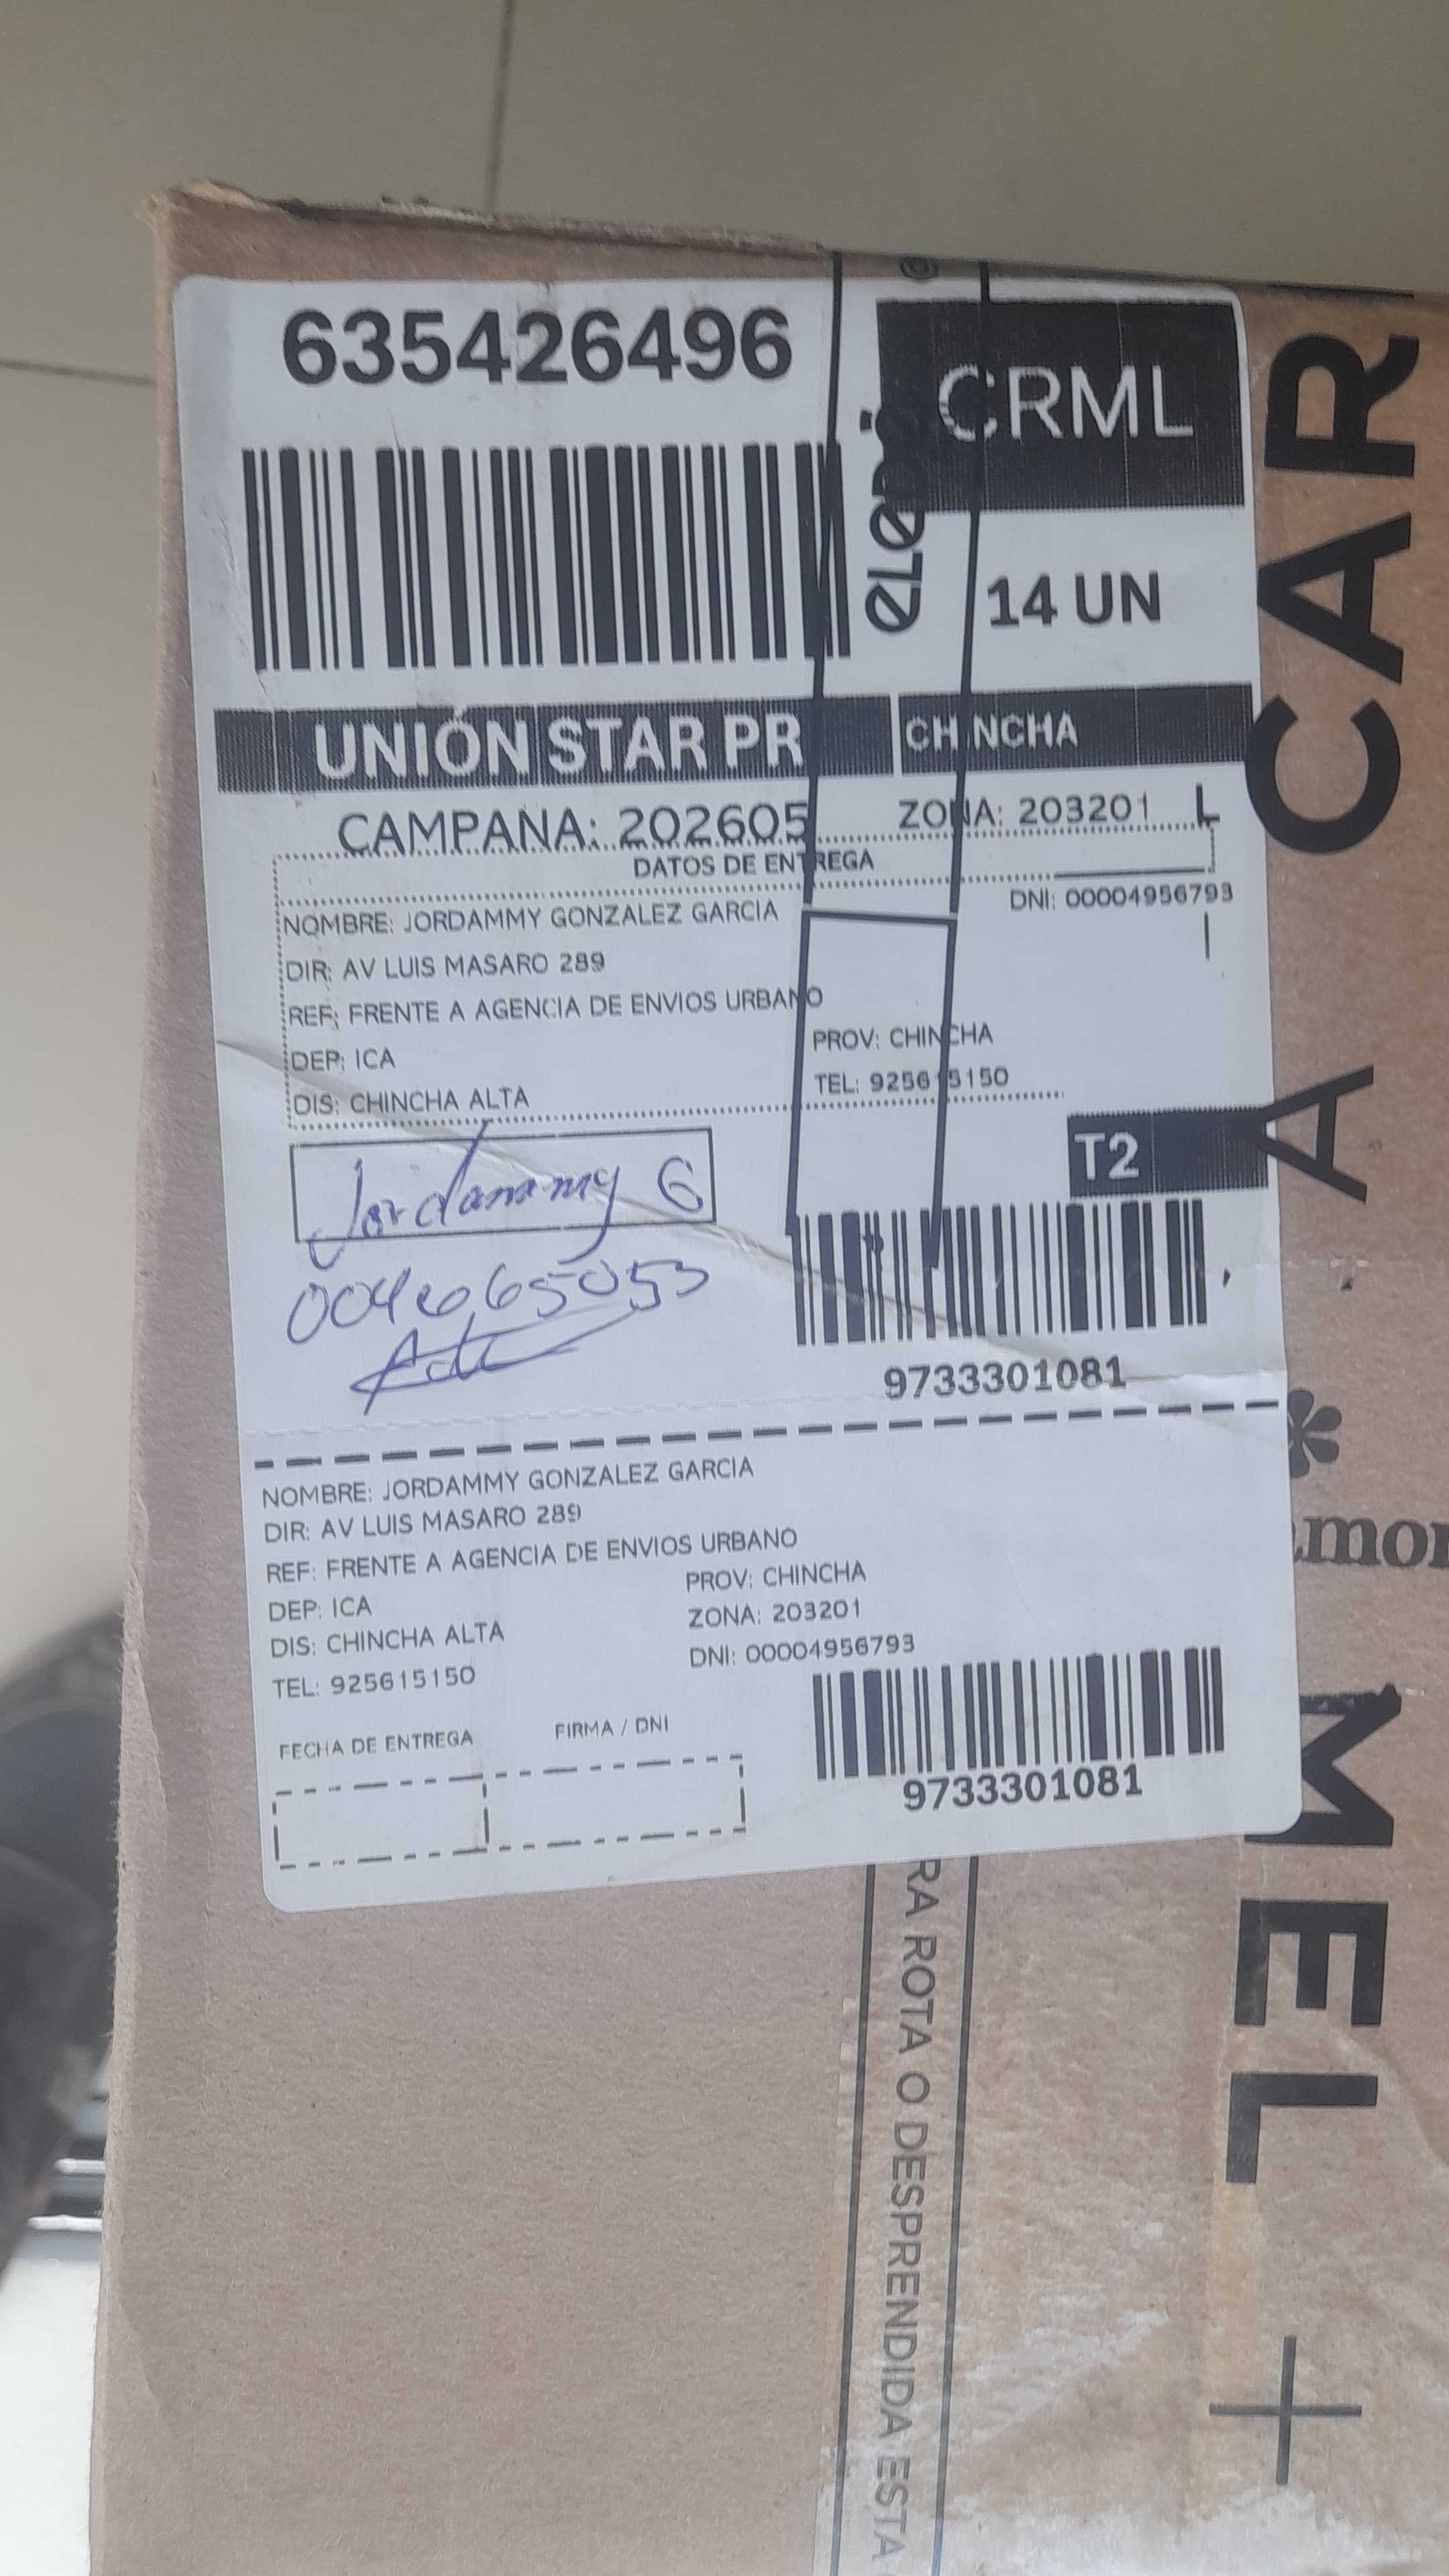 635426496
CRML
14 UN
UNIÓN STAR PR
CHINCHA
CAMPAÑA: 202605
ZONA: 203201 L
DATOS DE ENTREGA
NOMBRE: JORDAMMY GONZALEZ GARCIA
DNI: 00004956793
DIR: AV LUIS MASARO 289
REF: FRENTE A AGENCIA DE ENVIOS URBANO
DEP: ICA
PROV: CHINCHA
DIS: CHINCHA ALTA
TEL: 925615150
T2
Jordammy G
9733301081
NOMBRE: JORDAMMY GONZALEZ GARCIA
DIR: AV LUIS MASARO 289
REF: FRENTE A AGENCIA DE ENVIOS URBANO
DEP: ICA
PROV: CHINCHA
DIS: CHINCHA ALTA
ZONA: 203201
TEL: 925615150
DNI: 00004956793
FECHA DE ENTREGA
FIRMA / DNI
9733301081
RA ROTA O DESPRENDIDA ESTA
CAR
A
MEL
+
amor